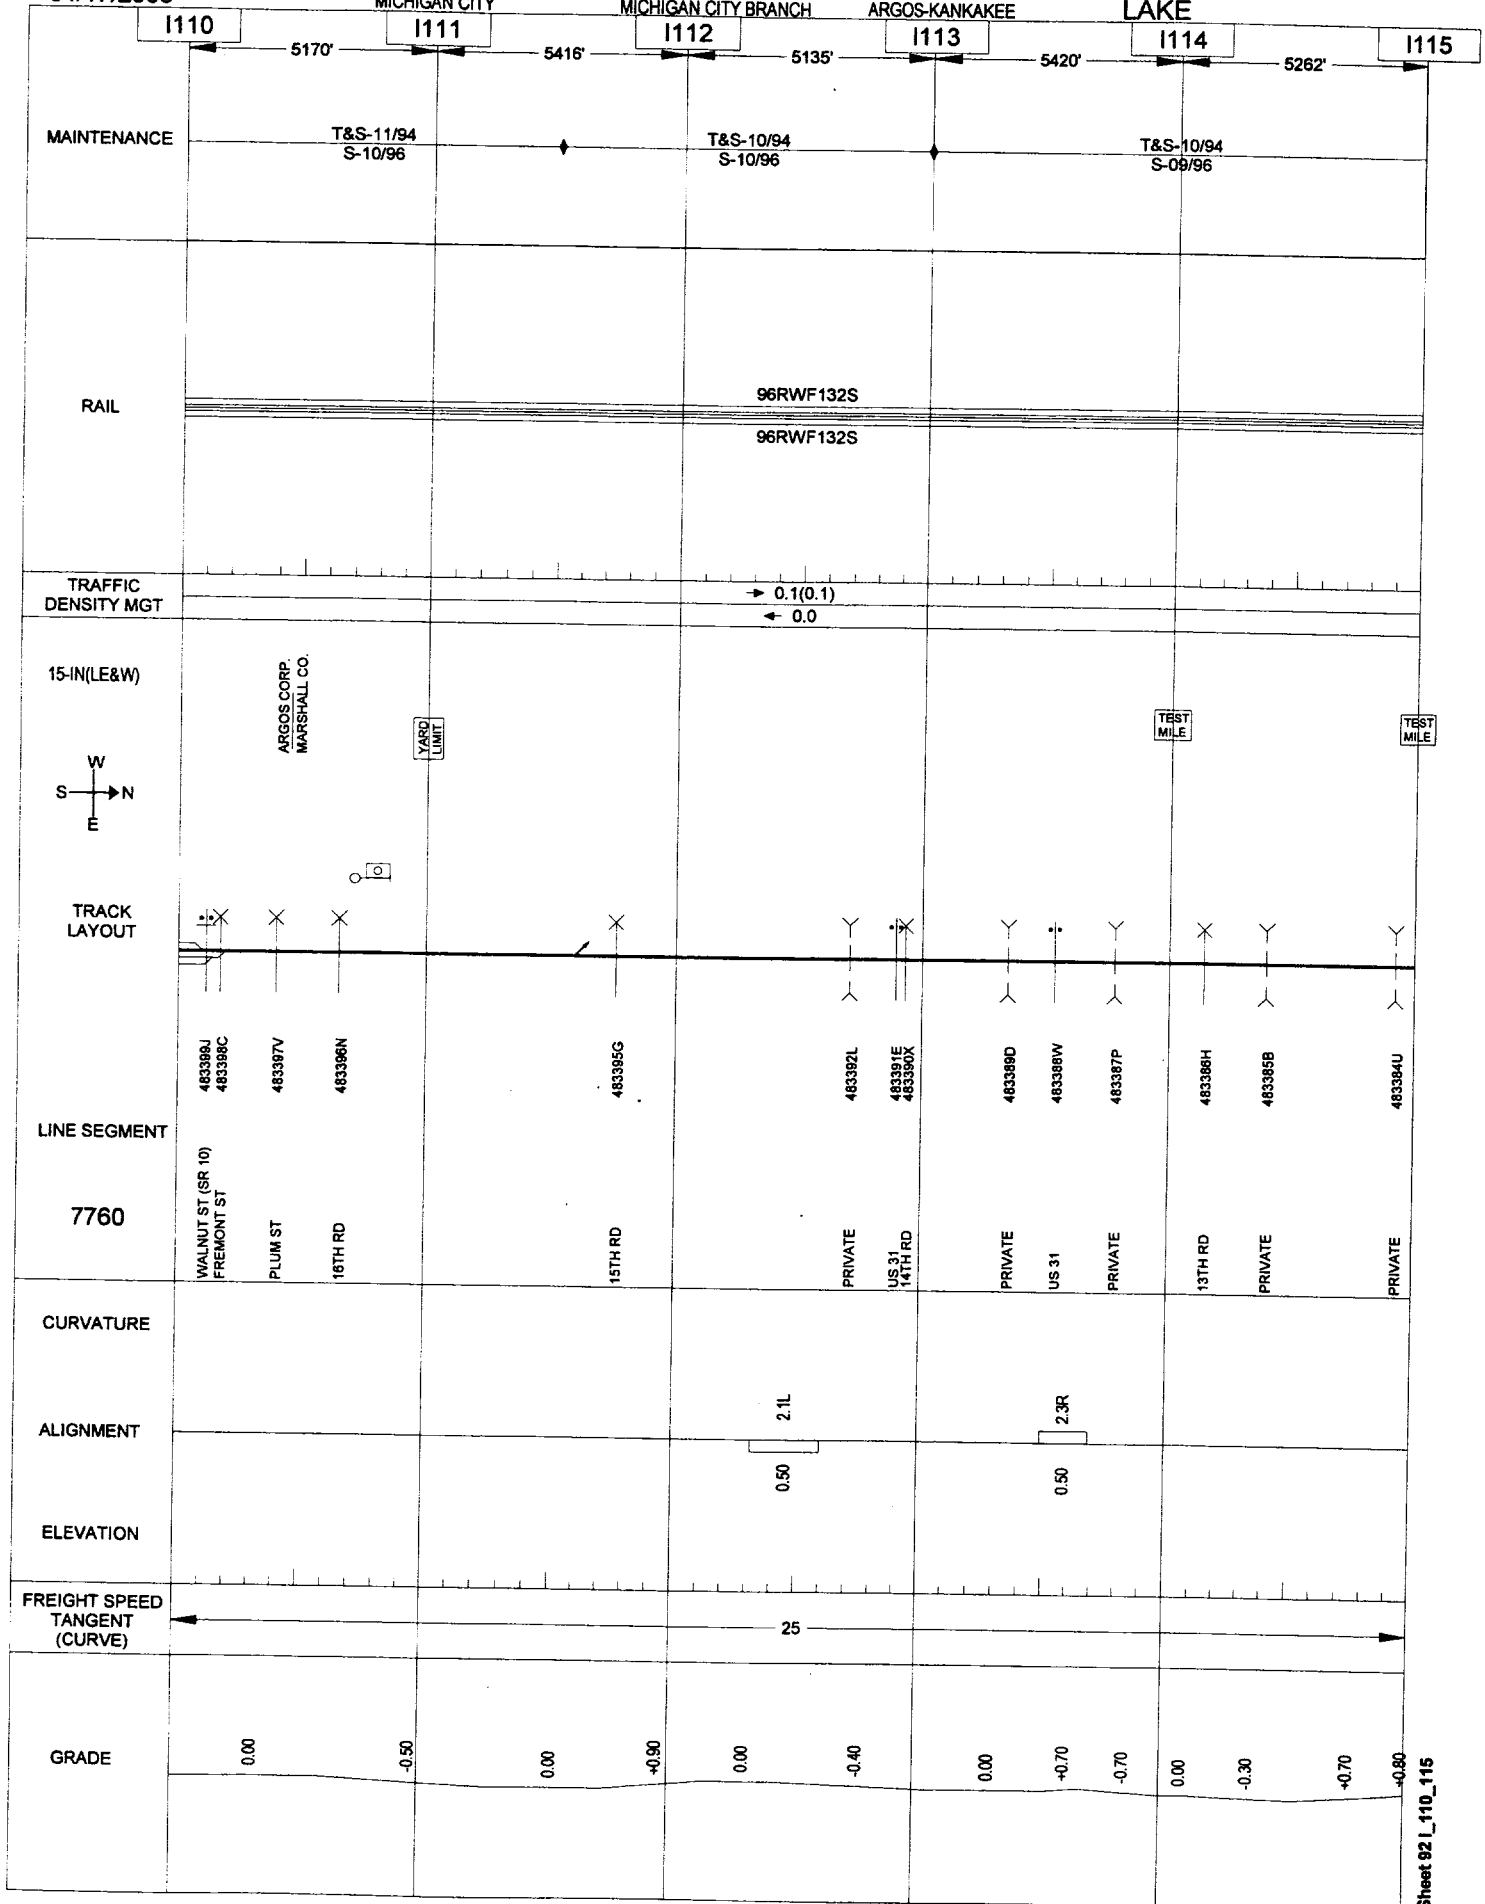 MICHIGAN CITY
MICHIGAN CITY BRANCH
ARGOS-KANKAKEE
LAKE
I110
I111
I112
I113
I114
I115
5170'
5416'
5135'
5420'
5262'
MAINTENANCE
T&S-11/94
S-10/96
T&S-10/94
S-10/96
T&S-10/94
S-09/96
RAIL
96RWF132S
96RWF132S
TRAFFIC
DENSITY MGT
→ 0.1(0.1)
← 0.0
15-IN(LE&W)
ARGOS CORP.
MARSHALL CO.
YARD
LIMIT
TEST
MILE
TEST
MILE
W
S
N
E
TRACK
LAYOUT
483399J
483398C
483397V
483396N
483395G
483392L
483391E
483390X
483389D
483388W
483387P
483386H
483385B
483384U
LINE SEGMENT
7760
WALNUT ST (SR 10)
FREMONT ST
PLUM ST
16TH RD
15TH RD
PRIVATE
US 31
14TH RD
PRIVATE
US 31
PRIVATE
13TH RD
PRIVATE
PRIVATE
CURVATURE
ALIGNMENT
2.1L
0.50
2.3R
0.50
ELEVATION
FREIGHT SPEED
TANGENT
(CURVE)
25
GRADE
0.00
-0.50
0.00
+0.90
0.00
-0.40
0.00
+0.70
-0.70
0.00
-0.30
+0.70
+0.80
Sheet 92 I_110_115